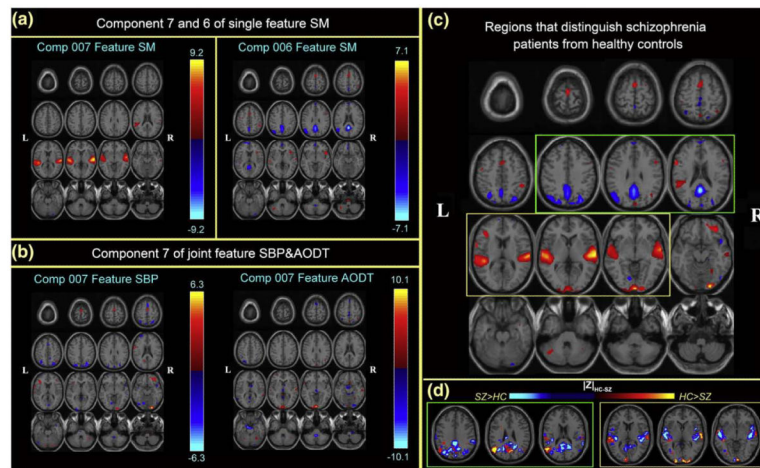 (a)
Component 7 and 6 of single feature SM
Comp 007 Feature SM
9.2
-9.2
Comp 006 Feature SM
7.1
-7.1
L
R
(b)
Component 7 of joint feature SBP&AODT
Comp 007 Feature SBP
6.3
-6.3
Comp 007 Feature AODT
10.1
-10.1
L
R
(c)
Regions that distinguish schizophrenia
patients from healthy controls
L
R
(d)
|Z|HC-SZ
SZ>HC
HC>SZ